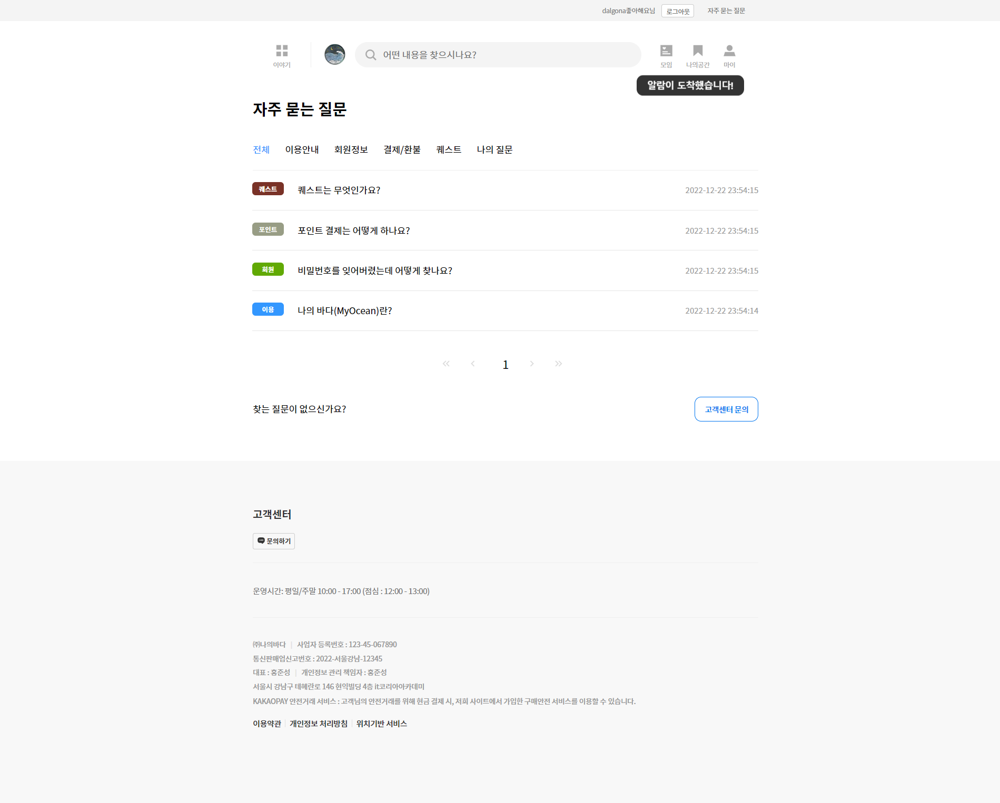 dalgona좋아해요님 로그아웃 자주 묻는 질문
이야기 어떤 내용을 찾으시나요? 모임 나의공간 마이
알람이 도착했습니다!
자주 묻는 질문
전체 이용안내 회원정보 결제/환불 퀘스트 나의 질문
퀘스트 퀘스트는 무엇인가요? 2022-12-22 23:54:15
포인트 포인트 결제는 어떻게 하나요? 2022-12-22 23:54:15
회원 비밀번호를 잊어버렸는데 어떻게 찾나요? 2022-12-22 23:54:15
이용 나의 바다(MyOcean)란? 2022-12-22 23:54:14
1
찾는 질문이 없으신가요? 고객센터 문의
고객센터
문의하기
운영시간: 평일/주말 10:00 - 17:00 (점심 : 12:00 - 13:00)
㈜나의바다 | 사업자 등록번호 : 123-45-067890
통신판매업신고번호 : 2022-서울강남-12345
대표 : 홍준성 | 개인정보 관리 책임자 : 홍준성
서울시 강남구 테헤란로 146 현익빌딩 4층 it코리아아카데미
KAKAOPAY 안전거래 서비스 : 고객님의 안전거래를 위해 현금 결제 시, 저희 사이트에서 가입한 구매안전 서비스를 이용할 수 있습니다.
이용약관 개인정보 처리방침 위치기반 서비스